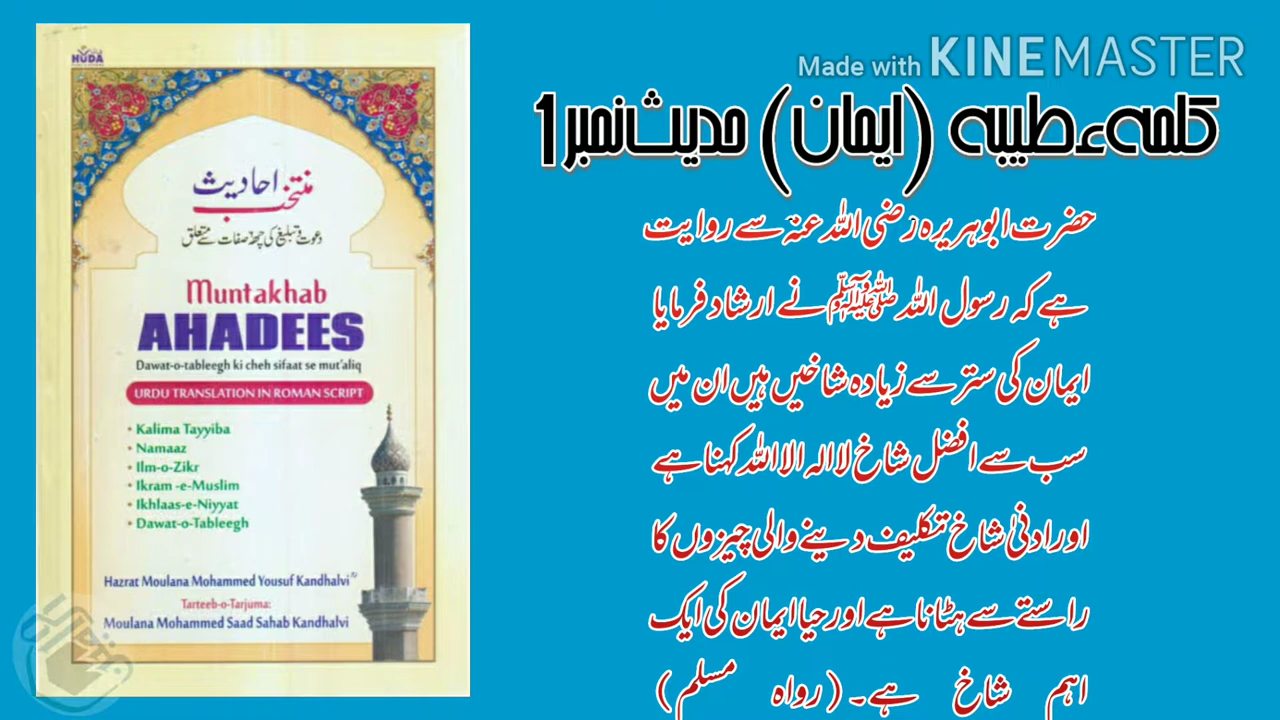 HUDA
منتخب احادیث
دعوت و تبلیغ کی چھ صفات سے متعلق
Muntakhab
AHADEES
Dawat-o-tableegh ki cheh sifaat se mut'aliq
URDU TRANSLATION IN ROMAN SCRIPT
• Kalima Tayyiba
• Namaaz
• Ilm-o-Zikr
• Ikram -e-Muslim
• Ikhlaas-e-Niyyat
• Dawat-o-Tableegh
Hazrat Moulana Mohammed Yousuf Kandhalvi
Tarteeb-o-Tarjuma:
Moulana Mohammed Saad Sahab Kandhalvi
Made with KINEMASTER
کلمہء طیبہ (ایمان) حدیث نمبر 1
حضرت ابوہریرہ رضی اللہ عنہ سے روایت
ہے کہ رسول اللہ ﷺ نے ارشاد فرمایا
ایمان کی ستر سے زیادہ شاخیں ہیں ان میں
سب سے افضل شاخ لا الہ الا اللہ کہنا ہے
اور ادنیٰ شاخ تکلیف دینے والی چیزوں کا
راستے سے ہٹانا ہے اور حیا ایمان کی ایک
اہم شاخ ہے۔ (رواہ مسلم)